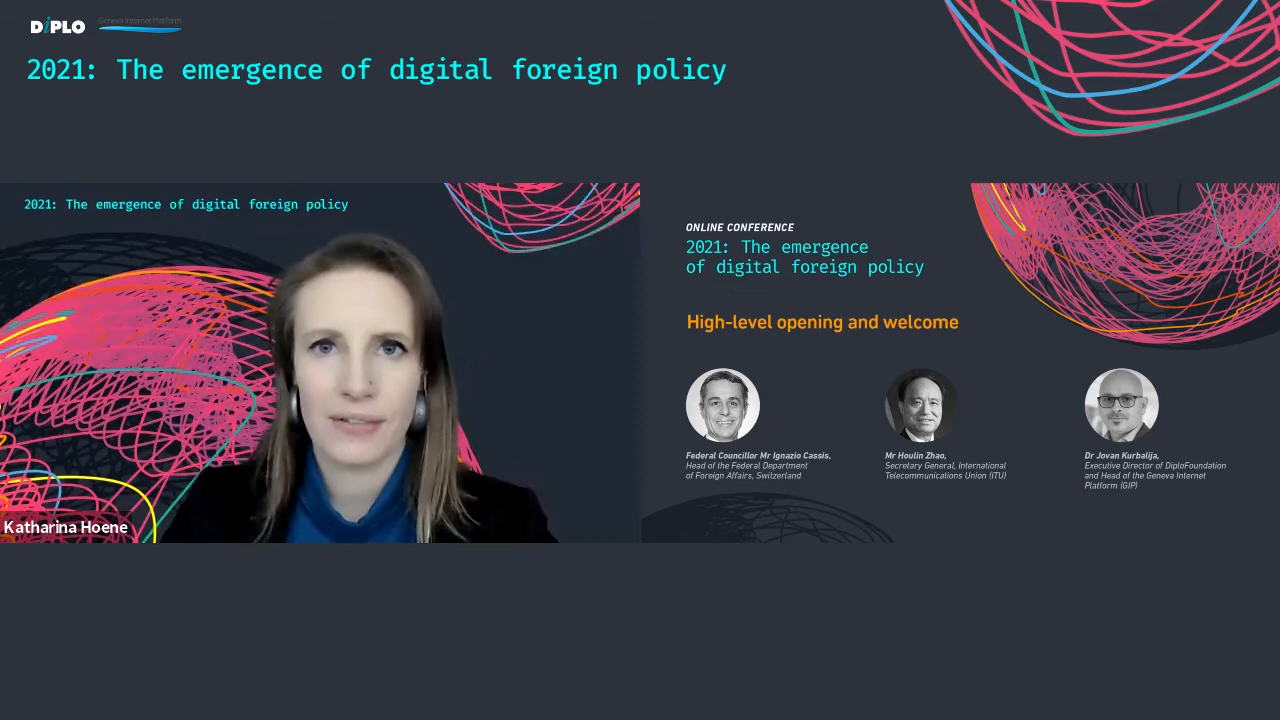 DiPLO
Geneva Internet Platform
2021: The emergence of digital foreign policy
2021: The emergence of digital foreign policy
Katharina Hoene
ONLINE CONFERENCE
2021: The emergence
of digital foreign policy
High-level opening and welcome
Federal Councillor Mr Ignazio Cassis,
Head of the Federal Department
of Foreign Affairs, Switzerland
Mr Houlin Zhao,
Secretary General, International
Telecommunications Union (ITU)
Dr Jovan Kurbalija,
Executive Director of DiploFoundation
and Head of the Geneva Internet
Platform (GIP)